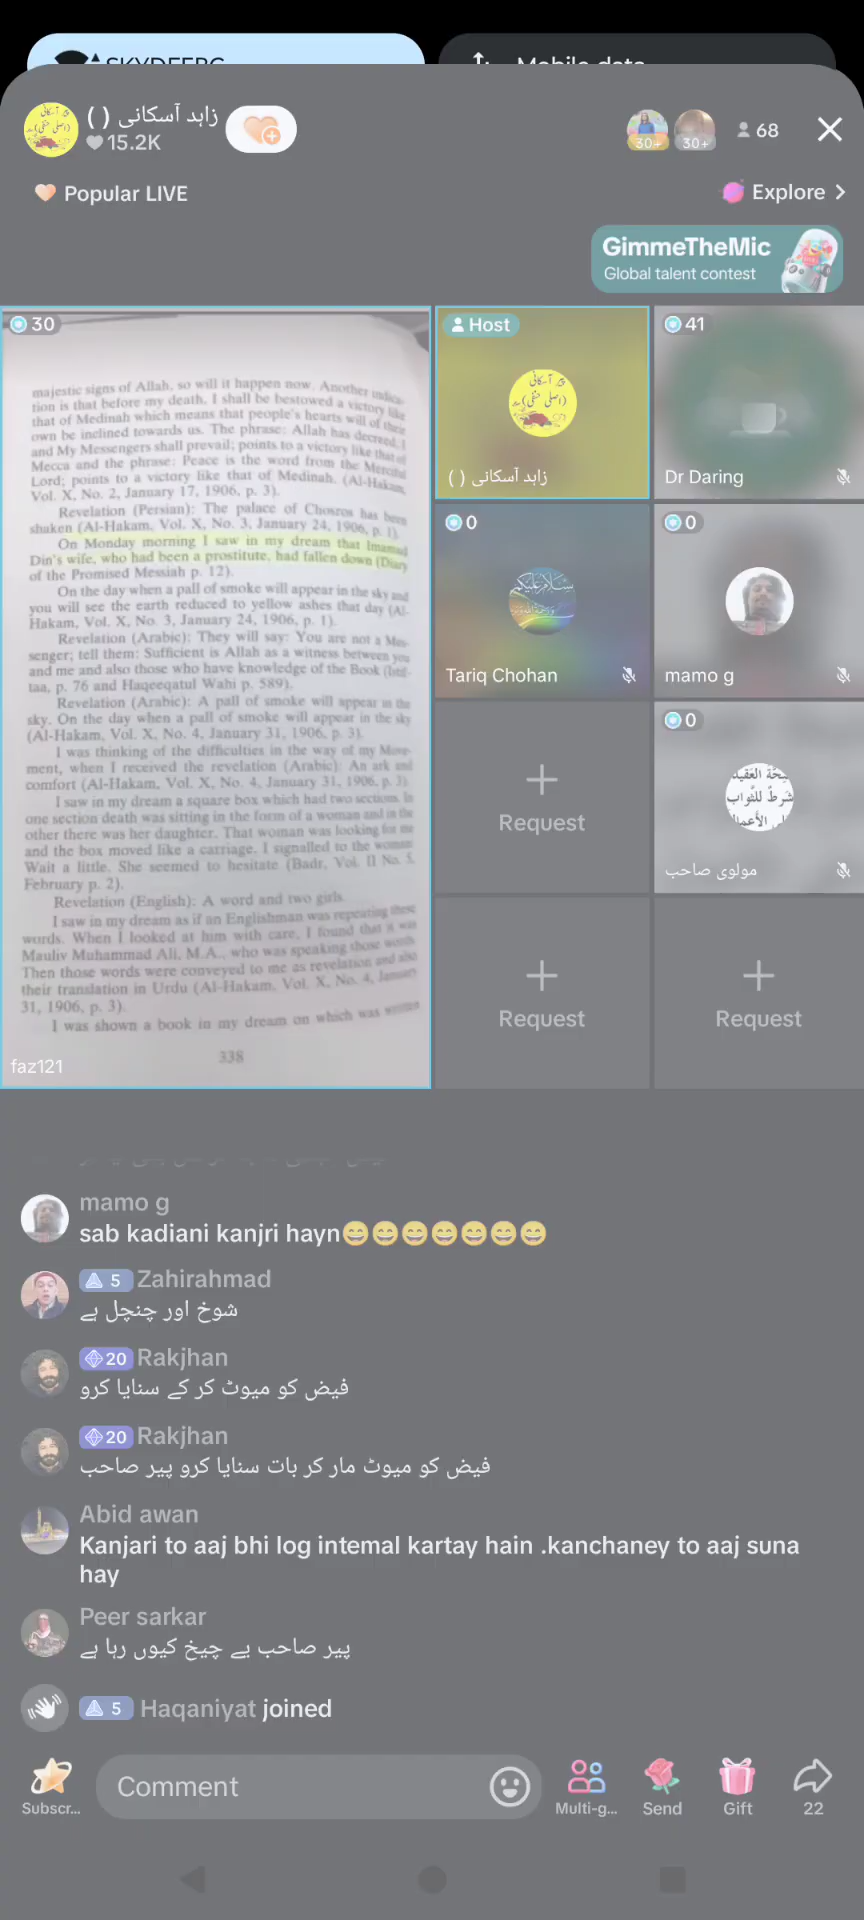 زاہد آسکانی ( )
15.2K
68
30+
30+
Popular LIVE
Explore
GimmeTheMic
Global talent contest
30
majestic signs of Allah, so will it happen now. Another indica-
tion is that before my death, I shall be bestowed a victory like
that of Medinah which means that people's hearts will of their
own be inclined towards us. The phrase: Allah has decreed, I
and My Messengers shall prevail; points to a victory like that of
Mecca and the phrase: Peace is the word from the Merciful
Lord; points to a victory like that of Medinah. (Al-Hakam,
Vol. X, No. 2, January 17, 1906, p. 3).
Revelation (Persian): The palace of Chosros has been
shaken (Al-Hakam, Vol. X, No. 3, January 24, 1906, p. 1).
On Monday morning I saw in my dream that Imamud
Din's wife, who had been a prostitute, had fallen down (Diary
of the Promised Messiah p. 12).
On the day when a pall of smoke will appear in the sky and
you will see the earth reduced to yellow ashes that day (Al-
Hakam, Vol. X, No. 3, January 24, 1906, p. 1).
Revelation (Arabic): They will say: You are not a Mes-
senger; tell them: Sufficient is Allah as a witness between you
and me and also those who have knowledge of the Book (Istif-
taa, p. 76 and Haqeeqatul Wahi p. 589).
Revelation (Arabic): A pall of smoke will appear in the
sky. On the day when a pall of smoke will appear in the sky
(Al-Hakam, Vol. X, No. 4, January 31, 1906, p. 3).
I was thinking of the difficulties in the way of my Move-
ment, when I received the revelation (Arabic): An ark and
comfort (Al-Hakam, Vol. X, No. 4, January 31, 1906, p. 3).
I saw in my dream a square box which had two sections. In
one section death was sitting in the form of a woman and in the
other there was her daughter. That woman was looking for me
and the box moved like a carriage. I signalled to the woman
Wait a little. She seemed to hesitate (Badr, Vol. II No. 5,
February p. 2).
Revelation (English): A word and two girls.
I saw in my dream as if an Englishman was repeating these
words. When I looked at him with care, I found that it was
Mauliv Muhammad Ali, M.A., who was speaking those words
Then those words were conveyed to me as revelation and also
their translation in Urdu (Al-Hakam, Vol. X, No. 4, January
31, 1906, p. 3).
I was shown a book in my dream on which was written
338
faz121
Host
زاہد آسکانی ( )
41
Dr Daring
0
Tariq Chohan
0
mamo g
Request
0
مولوی صاحب
Request
Request
mamo g
sab kadiani kanjri hayn😄😄😄😄😄😄😄
5 Zahirahmad
شوخ اور چنچل ہے
20 Rakjhan
فیض کو میوٹ کر کے سنایا کرو
20 Rakjhan
فیض کو میوٹ مار کر بات سنایا کرو پیر صاحب
Abid awan
Kanjari to aaj bhi log intemal kartay hain .kanchaney to aaj suna
hay
Peer sarkar
پیر صاحب یے چیخ کیوں رہا ہے
5 Haqaniyat joined
Comment
Subscr...
Multi-g...
Send
Gift
22